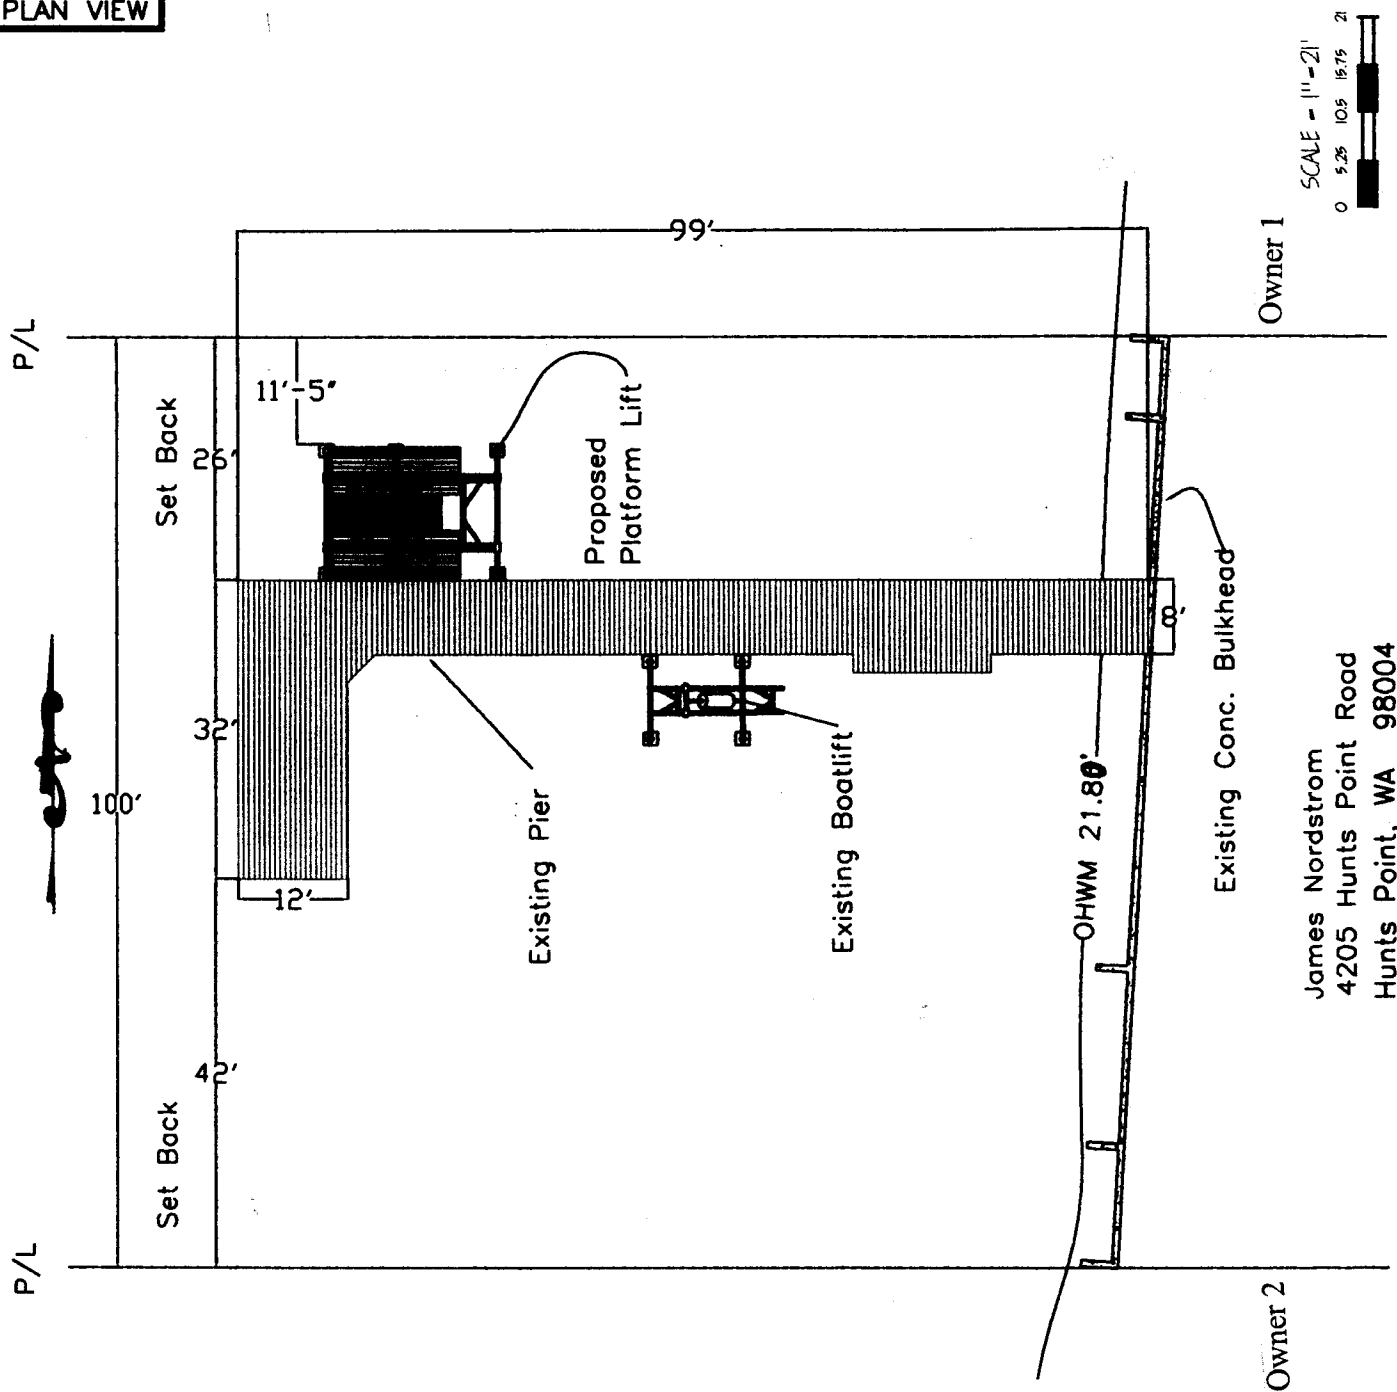 PLAN VIEW
P/L
P/L
100'
Set Back
Set Back
42'
32'
26'
12'
11'-5"
99'
Proposed
Platform Lift
Existing Pier
Existing Boatlift
8'
OHWM
Existing Conc. Bulkhead
Owner 1
Owner 2
SCALE - 1"=21'
0 5.25 10.5 15.75 21
James Nordstrom
4205 Hunts Point Road
Hunts Point, WA 98004